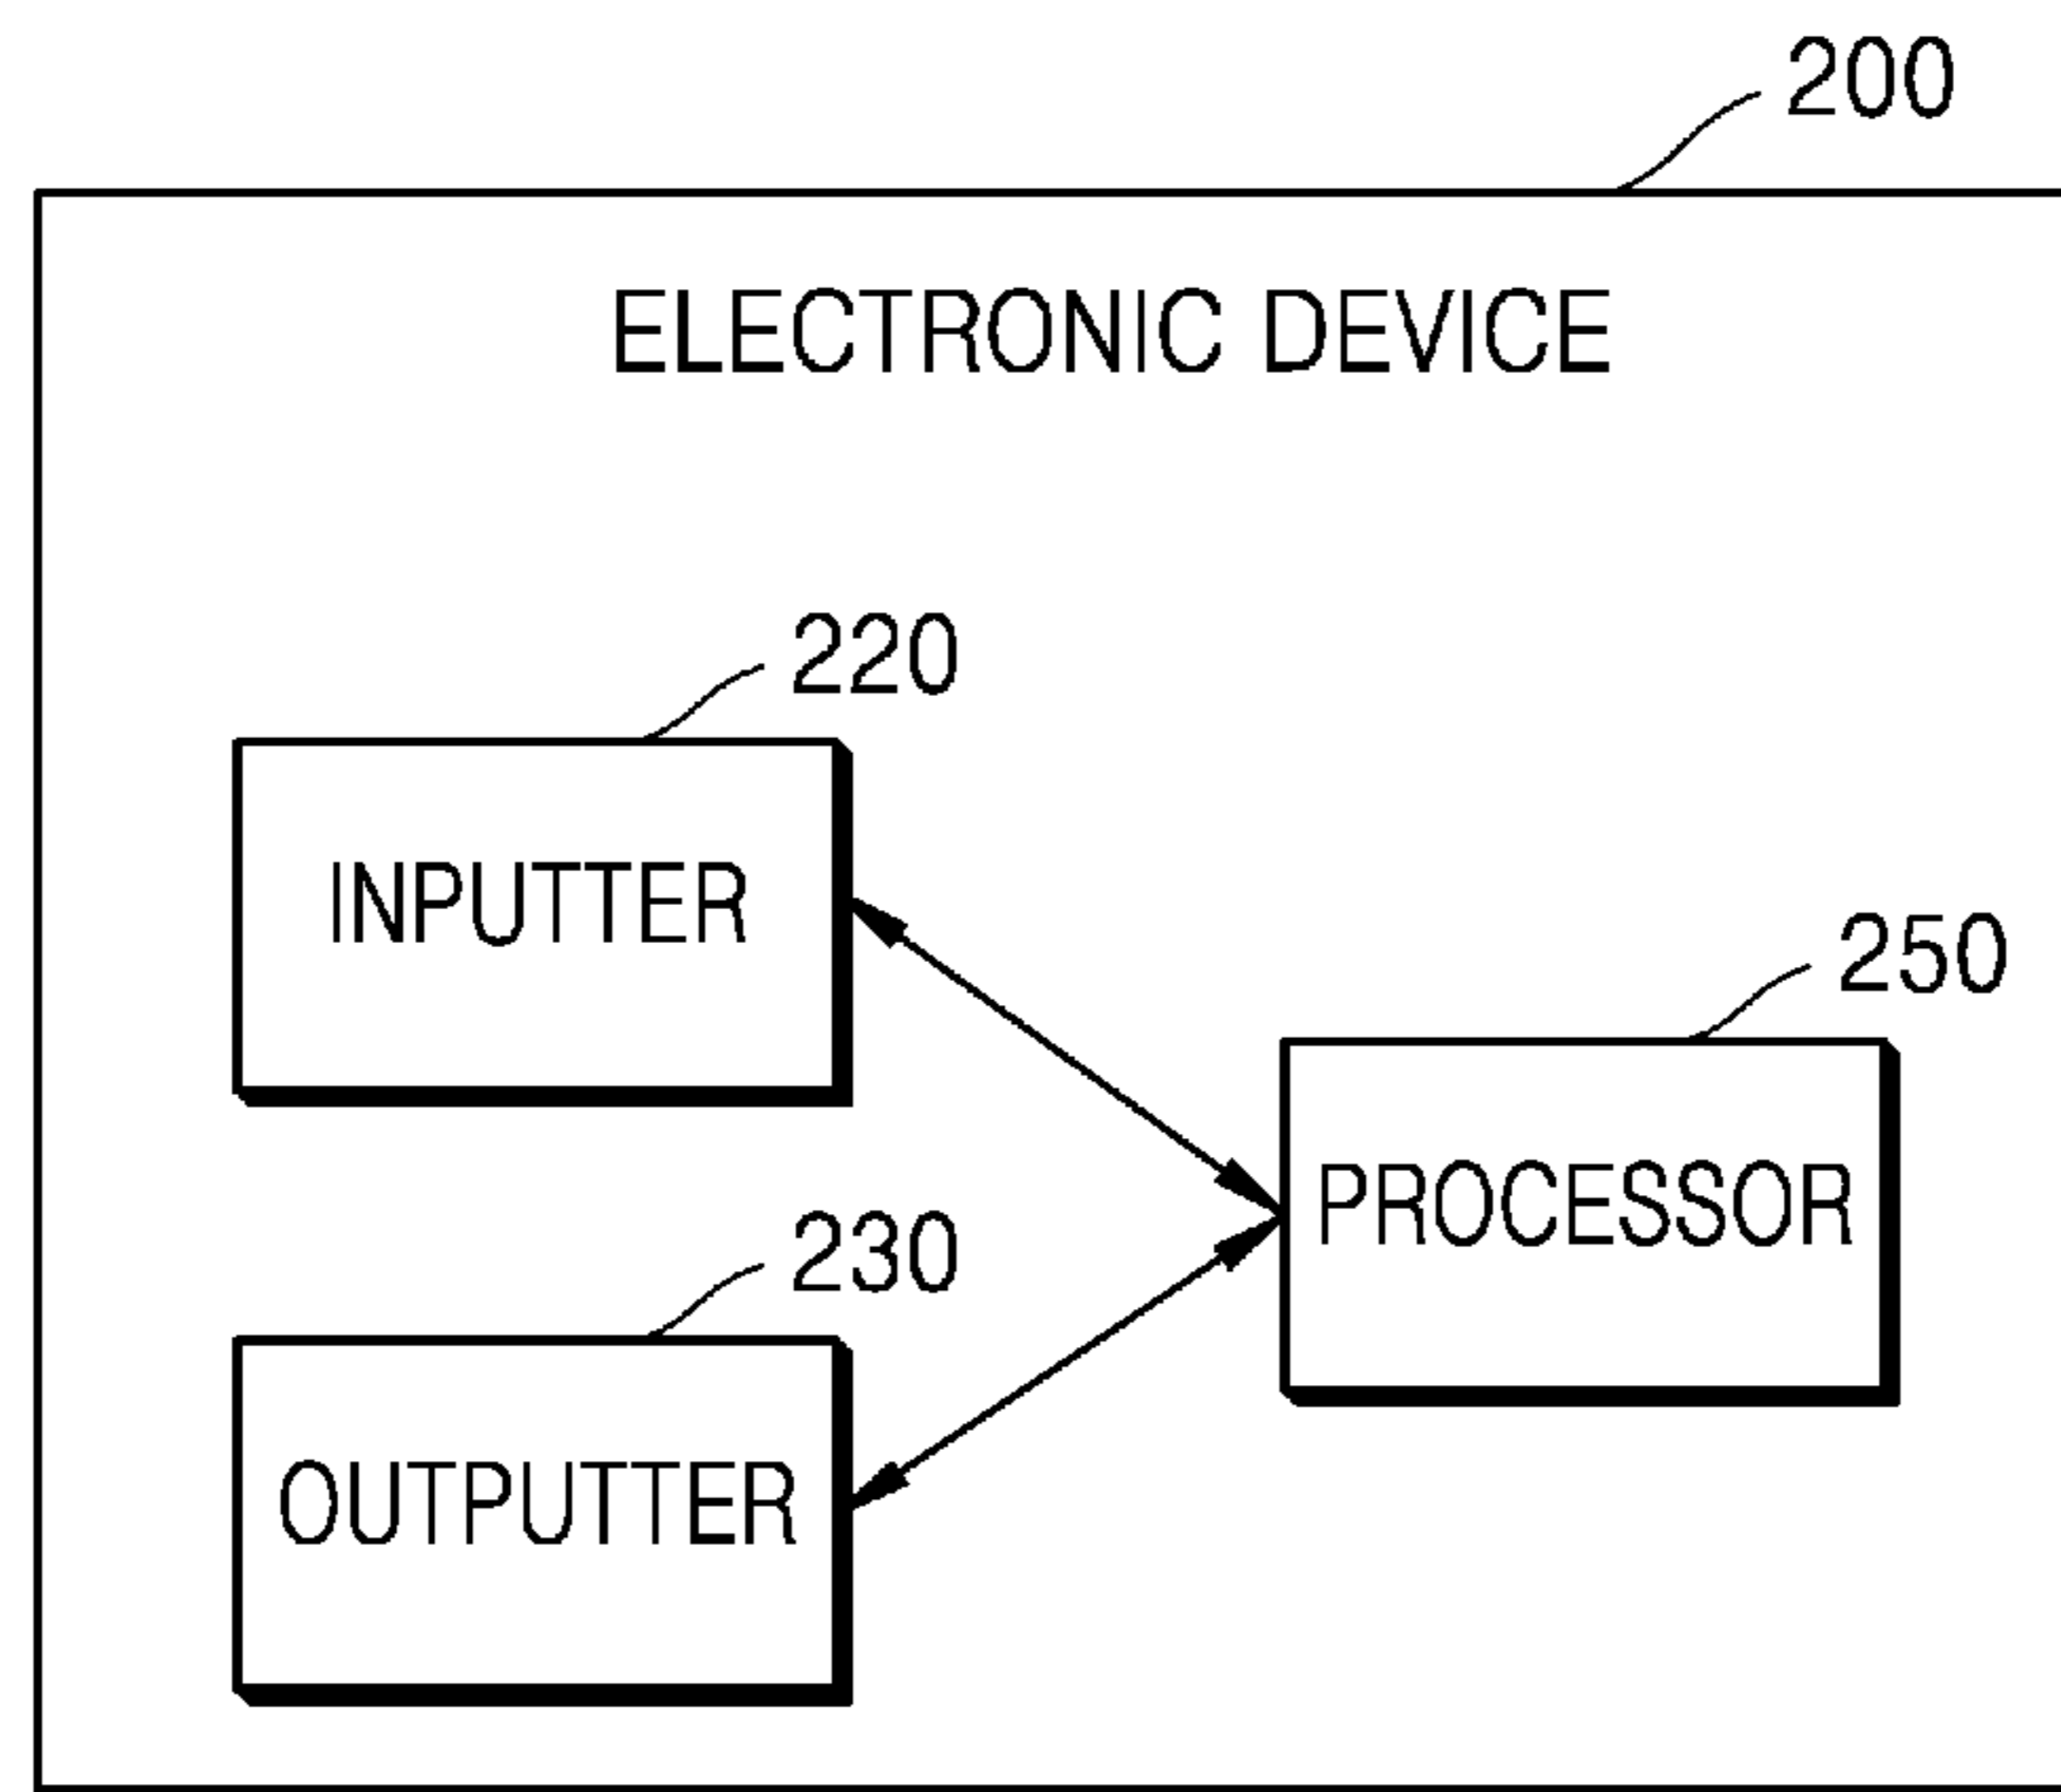 200
ELECTRONIC DEVICE
220
INPUTTER
250
PROCESSOR
230
OUTPUTTER